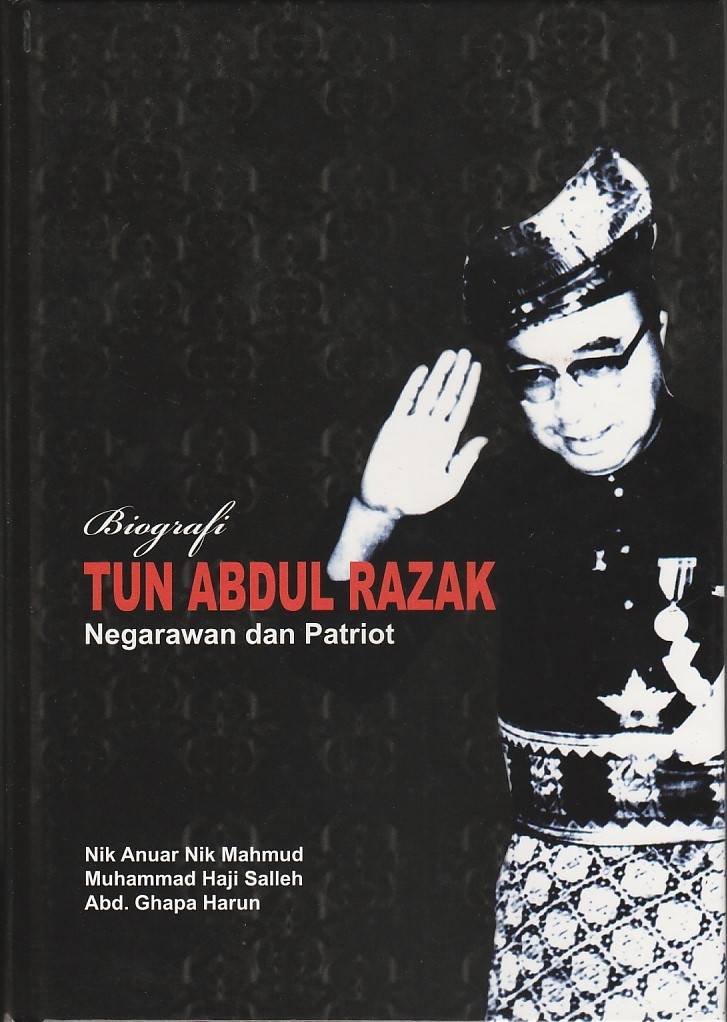 Biografi
TUN ABDUL RAZAK
Negarawan dan Patriot
Nik Anuar Nik Mahmud
Muhammad Haji Salleh
Abd. Ghapa Harun